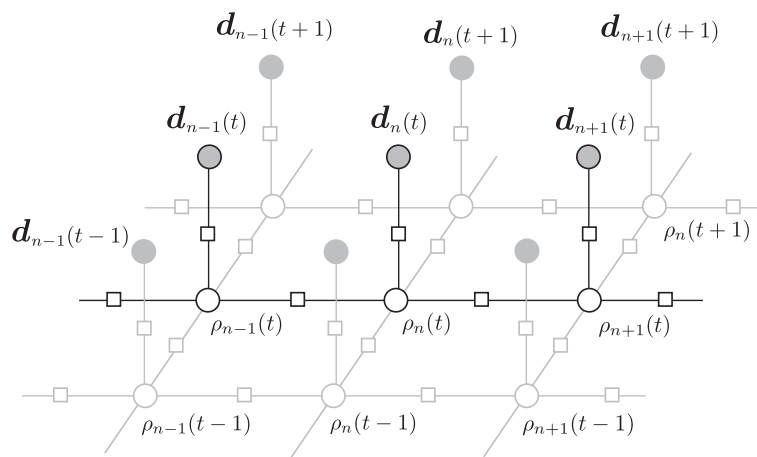 d_{n-1}(t+1)
d_n(t+1)
d_{n+1}(t+1)
d_{n-1}(t)
d_n(t)
d_{n+1}(t)
d_{n-1}(t-1)
ρ_n(t+1)
ρ_{n-1}(t)
ρ_n(t)
ρ_{n+1}(t)
ρ_{n-1}(t-1)
ρ_n(t-1)
ρ_{n+1}(t-1)